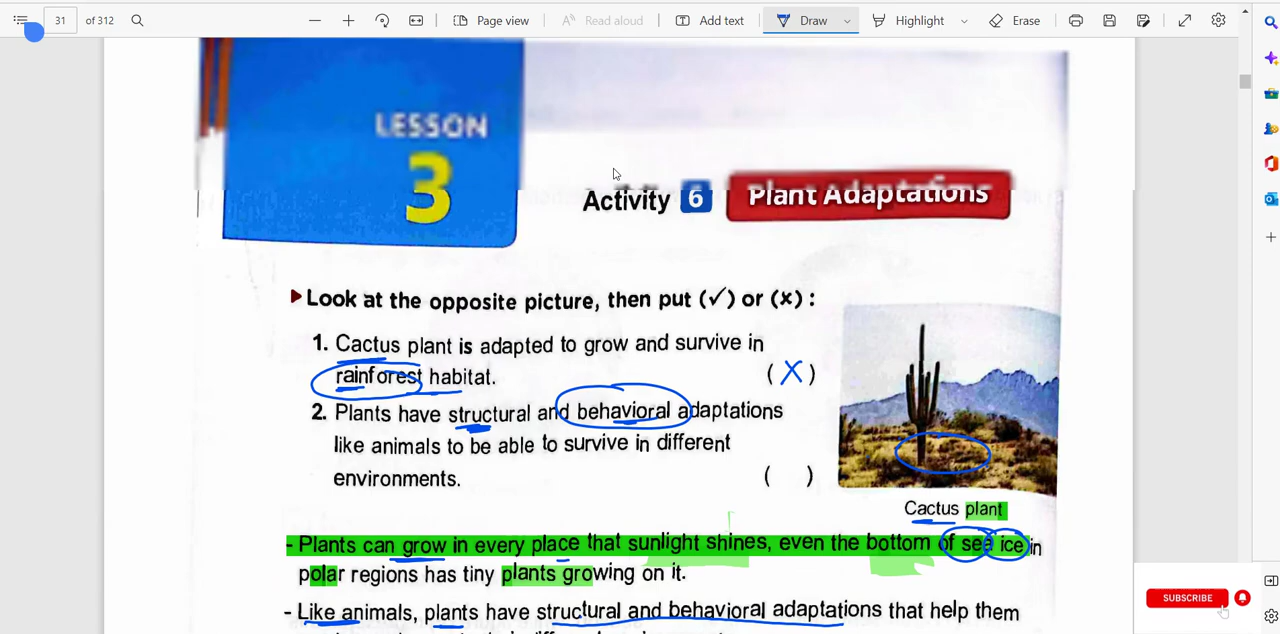 31 of 312 Page view Read aloud Add text Draw Highlight Erase
LESSON
3
Activity 6 Plant Adaptations
Look at the opposite picture, then put (✓) or (x) :
1. Cactus plant is adapted to grow and survive in
rainforest habitat. (X)
2. Plants have structural and behavioral adaptations
like animals to be able to survive in different
environments. ( )
Cactus plant
- Plants can grow in every place that sunlight shines, even the bottom of sea ice in
polar regions has tiny plants growing on it.
- Like animals, plants have structural and behavioral adaptations that help them
SUBSCRIBE